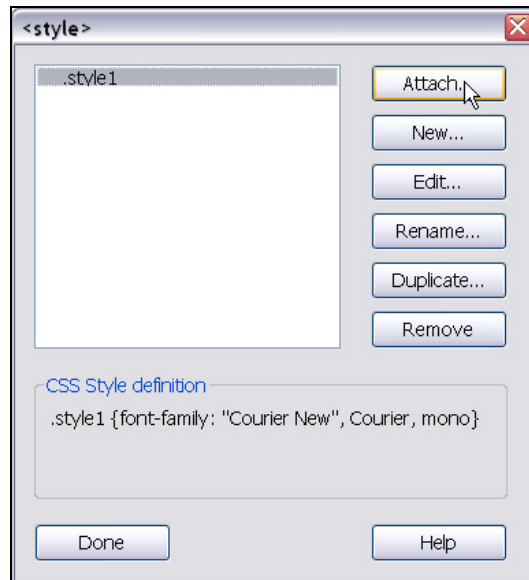 <style>
.style1
Attach...
New...
Edit...
Rename...
Duplicate...
Remove
CSS Style definition
.style1 {font-family: "Courier New", Courier, mono}
Done
Help